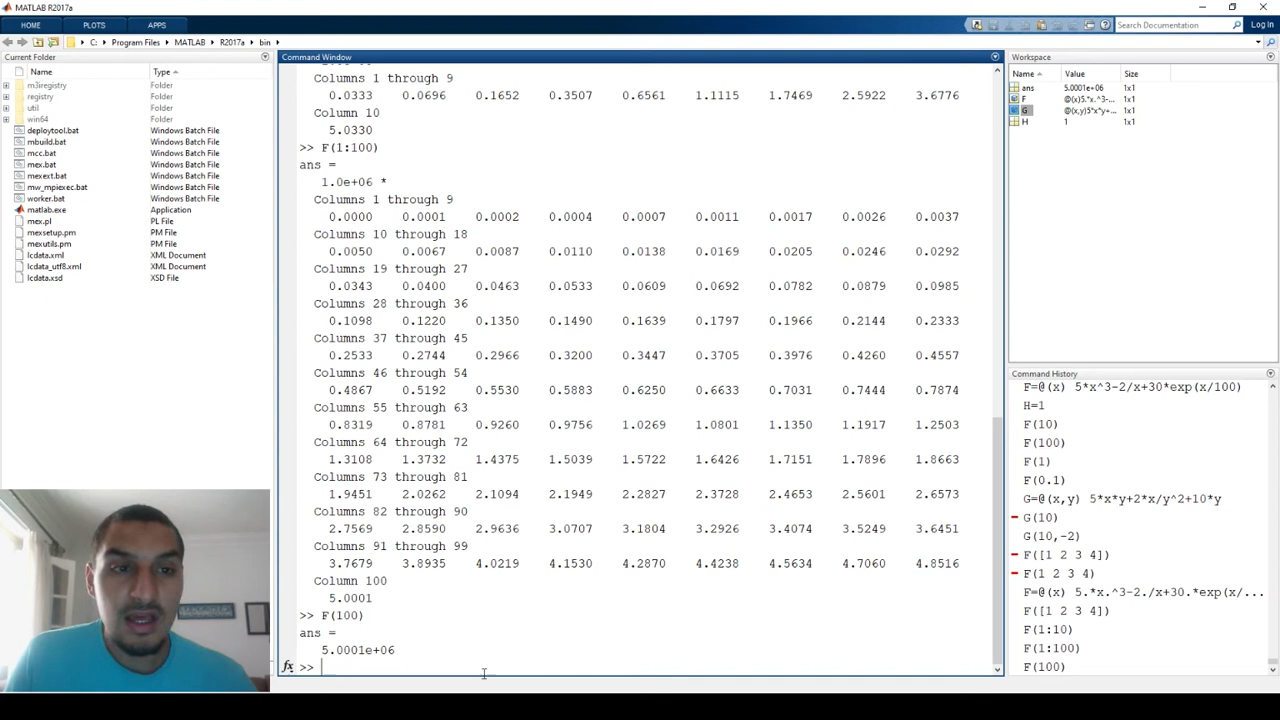 MATLAB R2017a
HOME PLOTS APPS Search Documentation Log In
C: Program Files MATLAB R2017a bin
Current Folder
Name Type
m3iregistry Folder
registry Folder
util Folder
win64 Folder
deploytool.bat Windows Batch File
mbuild.bat Windows Batch File
mcc.bat Windows Batch File
mex.bat Windows Batch File
mexext.bat Windows Batch File
mw_mpiexec.bat Windows Batch File
worker.bat Windows Batch File
matlab.exe Application
mex.pl PL File
mexsetup.pm PM File
mexutils.pm PM File
lcdata.xml XML Document
lcdata_utf8.xml XML Document
lcdata.xsd XSD File
Command Window
Columns 1 through 9
0.0333 0.0696 0.1652 0.3507 0.6561 1.1115 1.7469 2.5922 3.6776
Column 10
5.0330
>> F(1:100)
ans =
1.0e+06 *
Columns 1 through 9
0.0000 0.0001 0.0002 0.0004 0.0007 0.0011 0.0017 0.0026 0.0037
Columns 10 through 18
0.0050 0.0067 0.0087 0.0110 0.0138 0.0169 0.0205 0.0246 0.0292
Columns 19 through 27
0.0343 0.0400 0.0463 0.0533 0.0609 0.0692 0.0782 0.0879 0.0985
Columns 28 through 36
0.1098 0.1220 0.1350 0.1490 0.1639 0.1797 0.1966 0.2144 0.2333
Columns 37 through 45
0.2533 0.2744 0.2966 0.3200 0.3447 0.3705 0.3976 0.4260 0.4557
Columns 46 through 54
0.4867 0.5192 0.5530 0.5883 0.6250 0.6633 0.7031 0.7444 0.7874
Columns 55 through 63
0.8319 0.8781 0.9260 0.9756 1.0269 1.0801 1.1350 1.1917 1.2503
Columns 64 through 72
1.3108 1.3732 1.4375 1.5039 1.5722 1.6426 1.7151 1.7896 1.8663
Columns 73 through 81
1.9451 2.0262 2.1094 2.1949 2.2827 2.3728 2.4653 2.5601 2.6573
Columns 82 through 90
2.7569 2.8590 2.9636 3.0707 3.1804 3.2926 3.4074 3.5249 3.6451
Columns 91 through 99
3.7679 3.8935 4.0219 4.1530 4.2870 4.4238 4.5634 4.7060 4.8516
Column 100
5.0001
>> F(100)
ans =
5.0001e+06
fx >>
Workspace
Name Value Size
ans 5.0001e+06 1x1
F @(x)5.*x.^3-... 1x1
G @(x,y)5*x*y+... 1x1
H 1 1x1
Command History
F=@(x) 5*x^3-2/x+30*exp(x/100)
H=1
F(10)
F(100)
F(1)
F(0.1)
G=@(x,y) 5*x*y+2*x/y^2+10*y
G(10)
G(10,-2)
F([1 2 3 4])
F(1 2 3 4)
F=@(x) 5.*x.^3-2./x+30.*exp(x/...
F([1 2 3 4])
F(1:10)
F(1:100)
F(100)